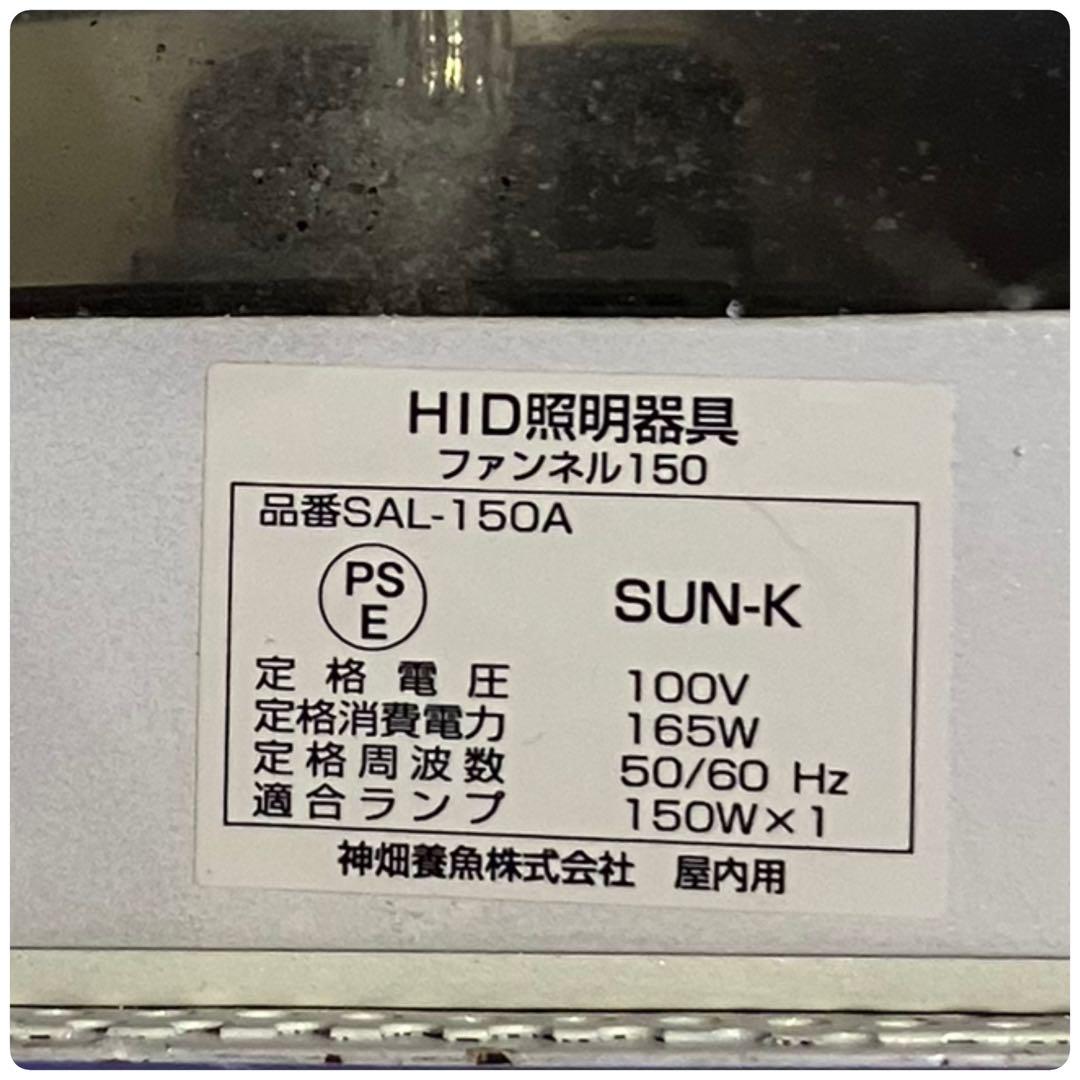 HID照明器具
ファンネル150
品番SAL-150A
PS
E
SUN-K
定格電圧 100V
定格消費電力 165W
定格周波数 50/60 Hz
適合ランプ 150W×1
神畑養魚株式会社 屋内用